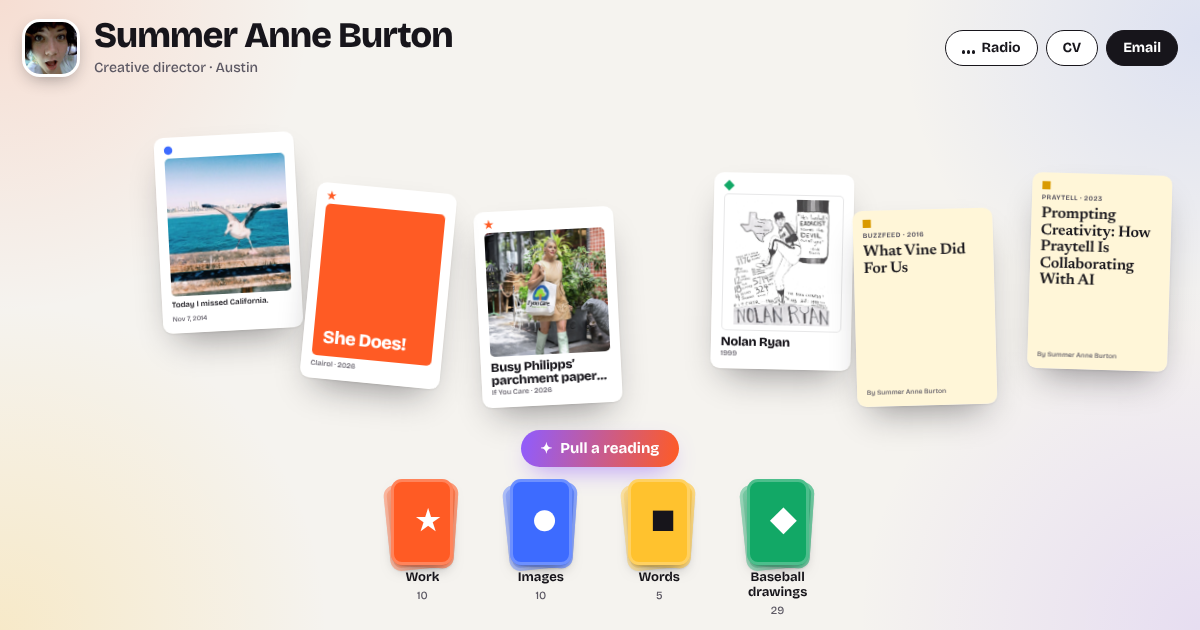 Summer Anne Burton
Creative director · Austin
... Radio
CV
Email
Today I missed California.
Nov 7, 2014
She Does!
Clairol · 2026
Busy Philipps'
parchment paper...
If You Care · 2026
NOLAN RYAN
Nolan Ryan
1999
BUZZFEED · 2016
What Vine Did
For Us
By Summer Anne Burton
PRAYTELL · 2023
Prompting
Creativity: How
Praytell Is
Collaborating
With AI
By Summer Anne Burton
Pull a reading
Work
10
Images
10
Words
5
Baseball
drawings
29